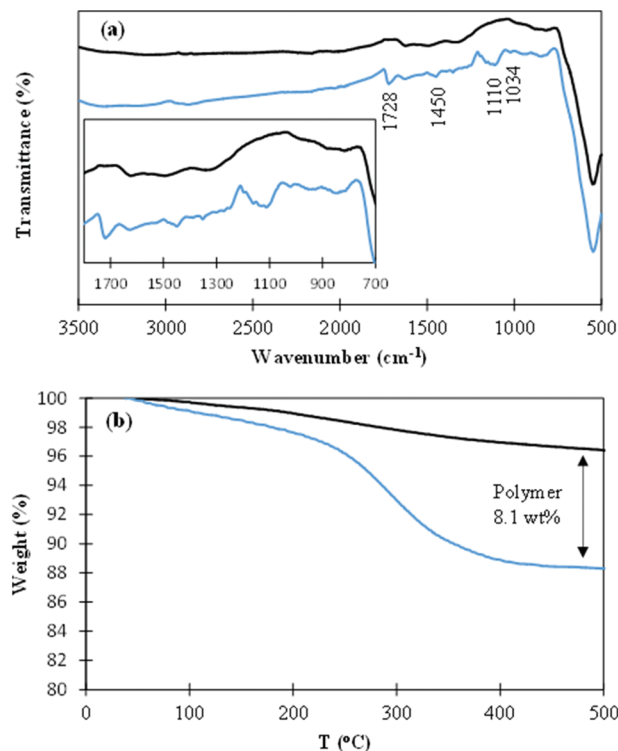 (a)
Transmittance (%)
1728
1450
1110
1034
1700 1500 1300 1100 900 700
3500 3000 2500 2000 1500 1000 500
Wavenumber (cm⁻¹)
(b)
Weight (%)
100
98
96
94
92
90
88
86
84
82
80
Polymer
8.1 wt%
0 100 200 300 400 500
T (°C)